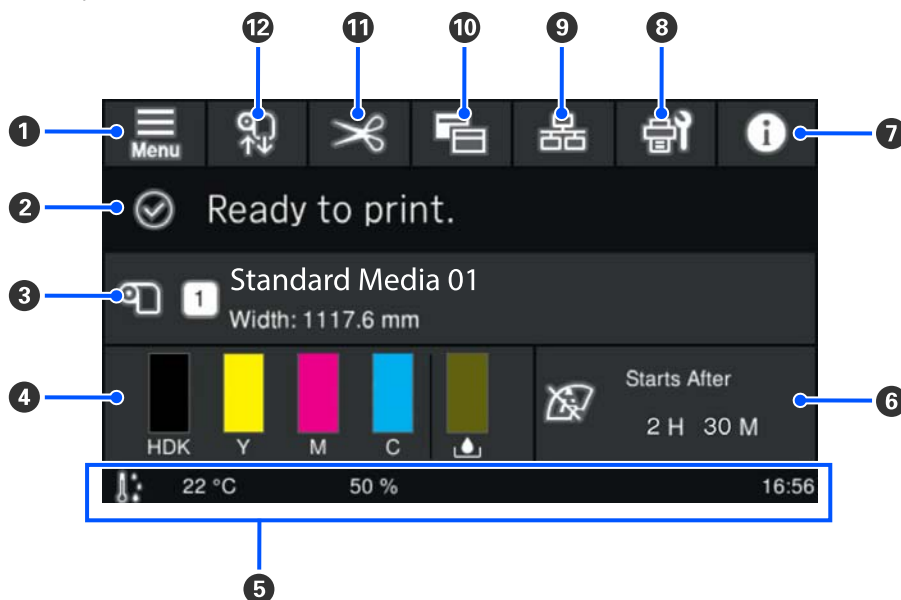 12 11 10 9 8
1 Menu 7
2 Ready to print.
3 1 Standard Media 01
Width: 1117.6 mm
4 Starts After 6
2 H 30 M
HDK Y M C
22 °C 50 % 16:56
5